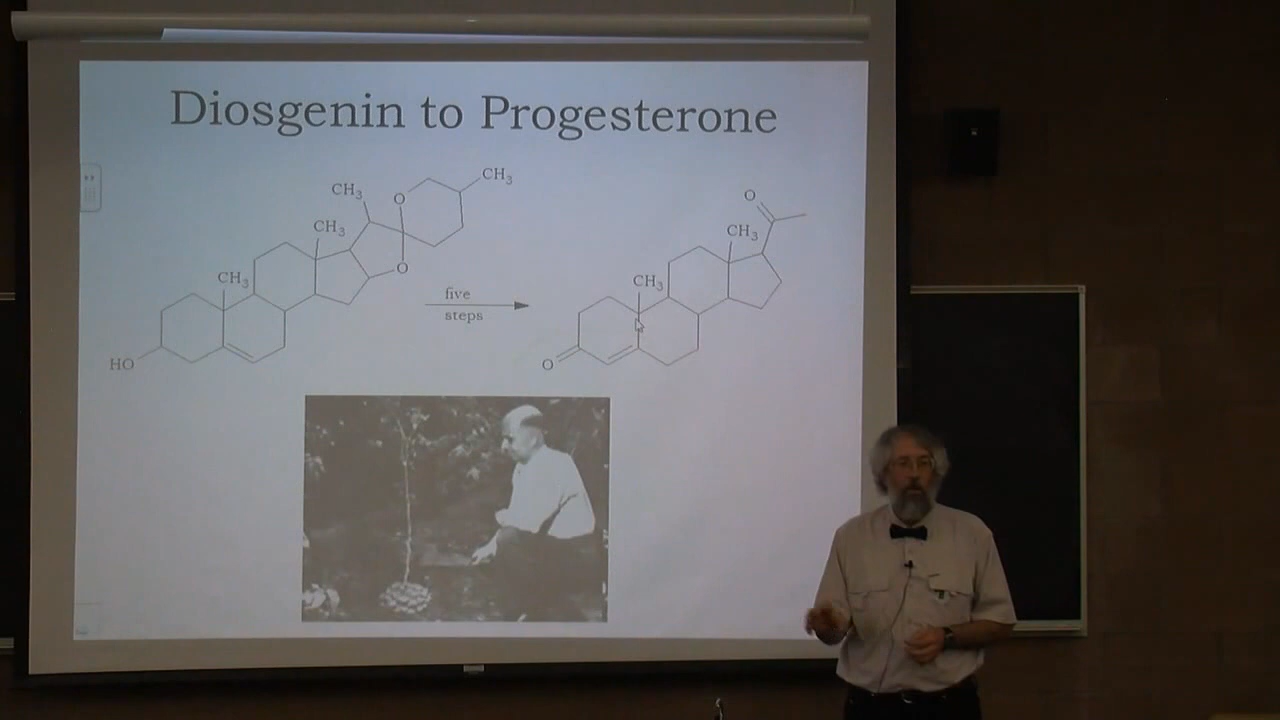 Diosgenin to Progesterone
CH3
CH3
O
CH3
O
CH3
HO
five
steps
O
CH3
CH3
O